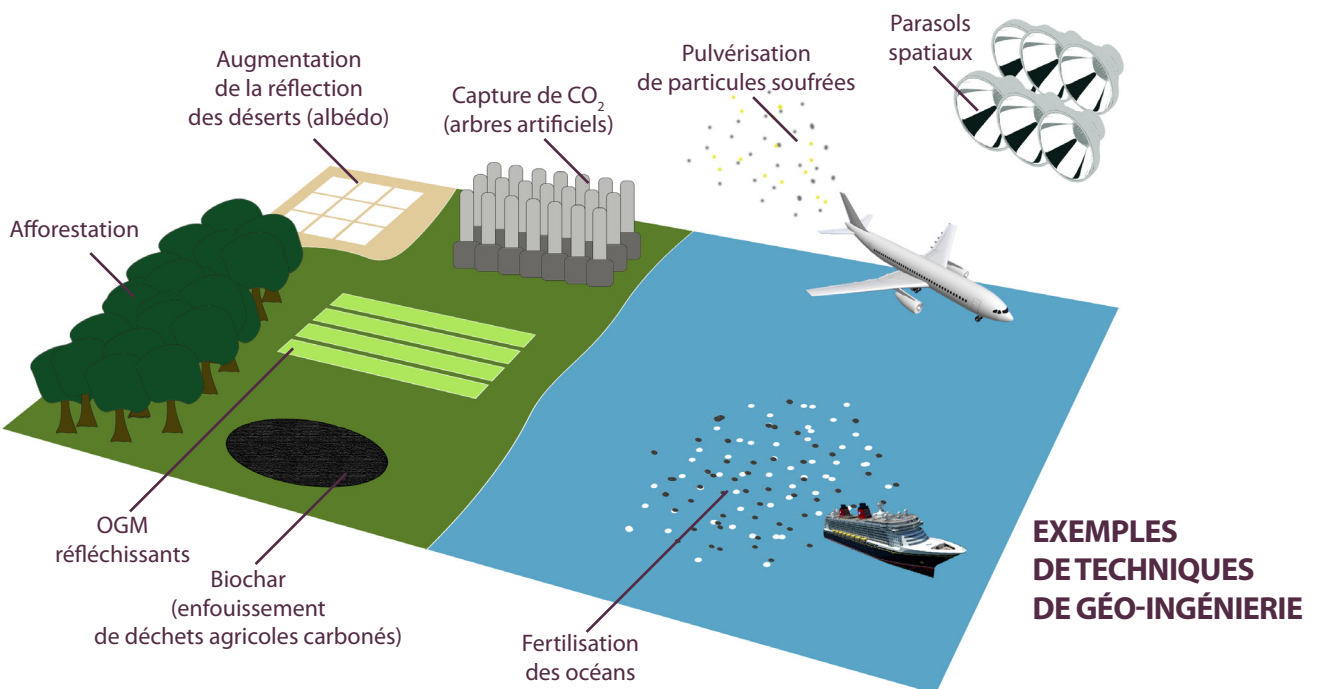 Parasols
spatiaux
Pulvérisation
de particules soufrées
Augmentation
de la réflection
des déserts (albédo)
Capture de CO₂
(arbres artificiels)
Afforestation
OGM
réfléchissants
Biochar
(enfouissement
de déchets agricoles carbonés)
Fertilisation
des océans
EXEMPLES
DE TECHNIQUES
DE GÉO-INGÉNIERIE